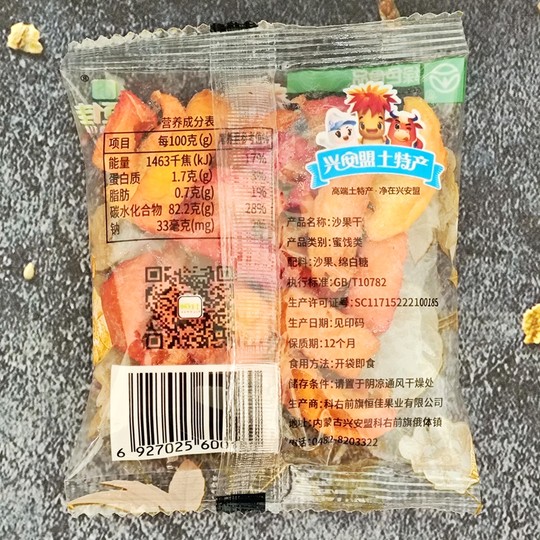 营养成分表
项目 每100克(g) 营养素参考值%
能量 1463千焦(kJ) 17%
蛋白质 1.7克(g) 3%
脂肪 0.7克(g) 1%
碳水化合物 82.2克(g) 28%
钠 33毫克(mg)
6 927025 600
兴安盟土特产
高端土特产·净在兴安盟
产品名称:沙果干
产品类别:蜜饯类
配料:沙果、绵白糖
执行标准:GB/T10782
生产许可证号:SC11715222100185
生产日期:见印码
保质期:12个月
食用方法:开袋即食
储存条件:请置于阴凉通风干燥处
生产商:科右前旗恒佳果业有限公司
地址:内蒙古兴安盟科右前旗俄体镇
电话:0482-8203322